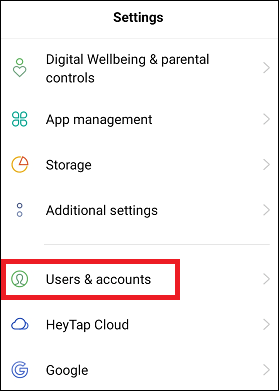 Settings
Digital Wellbeing & parental
controls
App management
Storage
Additional settings
Users & accounts
HeyTap Cloud
Google